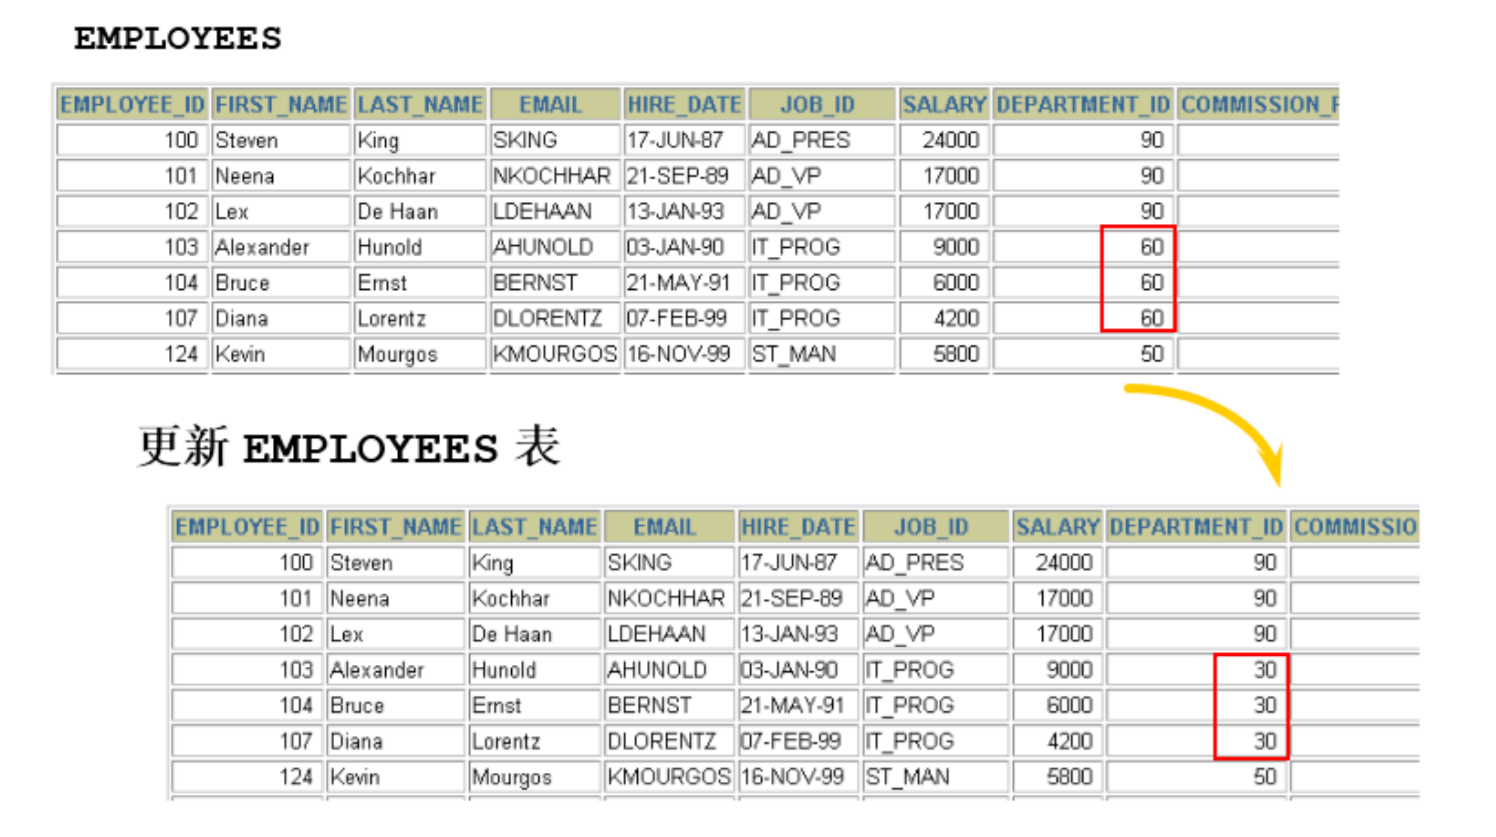 EMPLOYEES
EMPLOYEE_ID FIRST_NAME LAST_NAME EMAIL HIRE_DATE JOB_ID SALARY DEPARTMENT_ID COMMISSION_P
100 Steven King SKING 17-JUN-87 AD_PRES 24000 90
101 Neena Kochhar NKOCHHAR 21-SEP-89 AD_VP 17000 90
102 Lex De Haan LDEHAAN 13-JAN-93 AD_VP 17000 90
103 Alexander Hunold AHUNOLD 03-JAN-90 IT_PROG 9000 60
104 Bruce Ernst BERNST 21-MAY-91 IT_PROG 6000 60
107 Diana Lorentz DLORENTZ 07-FEB-99 IT_PROG 4200 60
124 Kevin Mourgos KMOURGOS 16-NOV-99 ST_MAN 5800 50
更新 EMPLOYEES 表
EMPLOYEE_ID FIRST_NAME LAST_NAME EMAIL HIRE_DATE JOB_ID SALARY DEPARTMENT_ID COMMISSIO
100 Steven King SKING 17-JUN-87 AD_PRES 24000 90
101 Neena Kochhar NKOCHHAR 21-SEP-89 AD_VP 17000 90
102 Lex De Haan LDEHAAN 13-JAN-93 AD_VP 17000 90
103 Alexander Hunold AHUNOLD 03-JAN-90 IT_PROG 9000 30
104 Bruce Ernst BERNST 21-MAY-91 IT_PROG 6000 30
107 Diana Lorentz DLORENTZ 07-FEB-99 IT_PROG 4200 30
124 Kevin Mourgos KMOURGOS 16-NOV-99 ST_MAN 5800 50